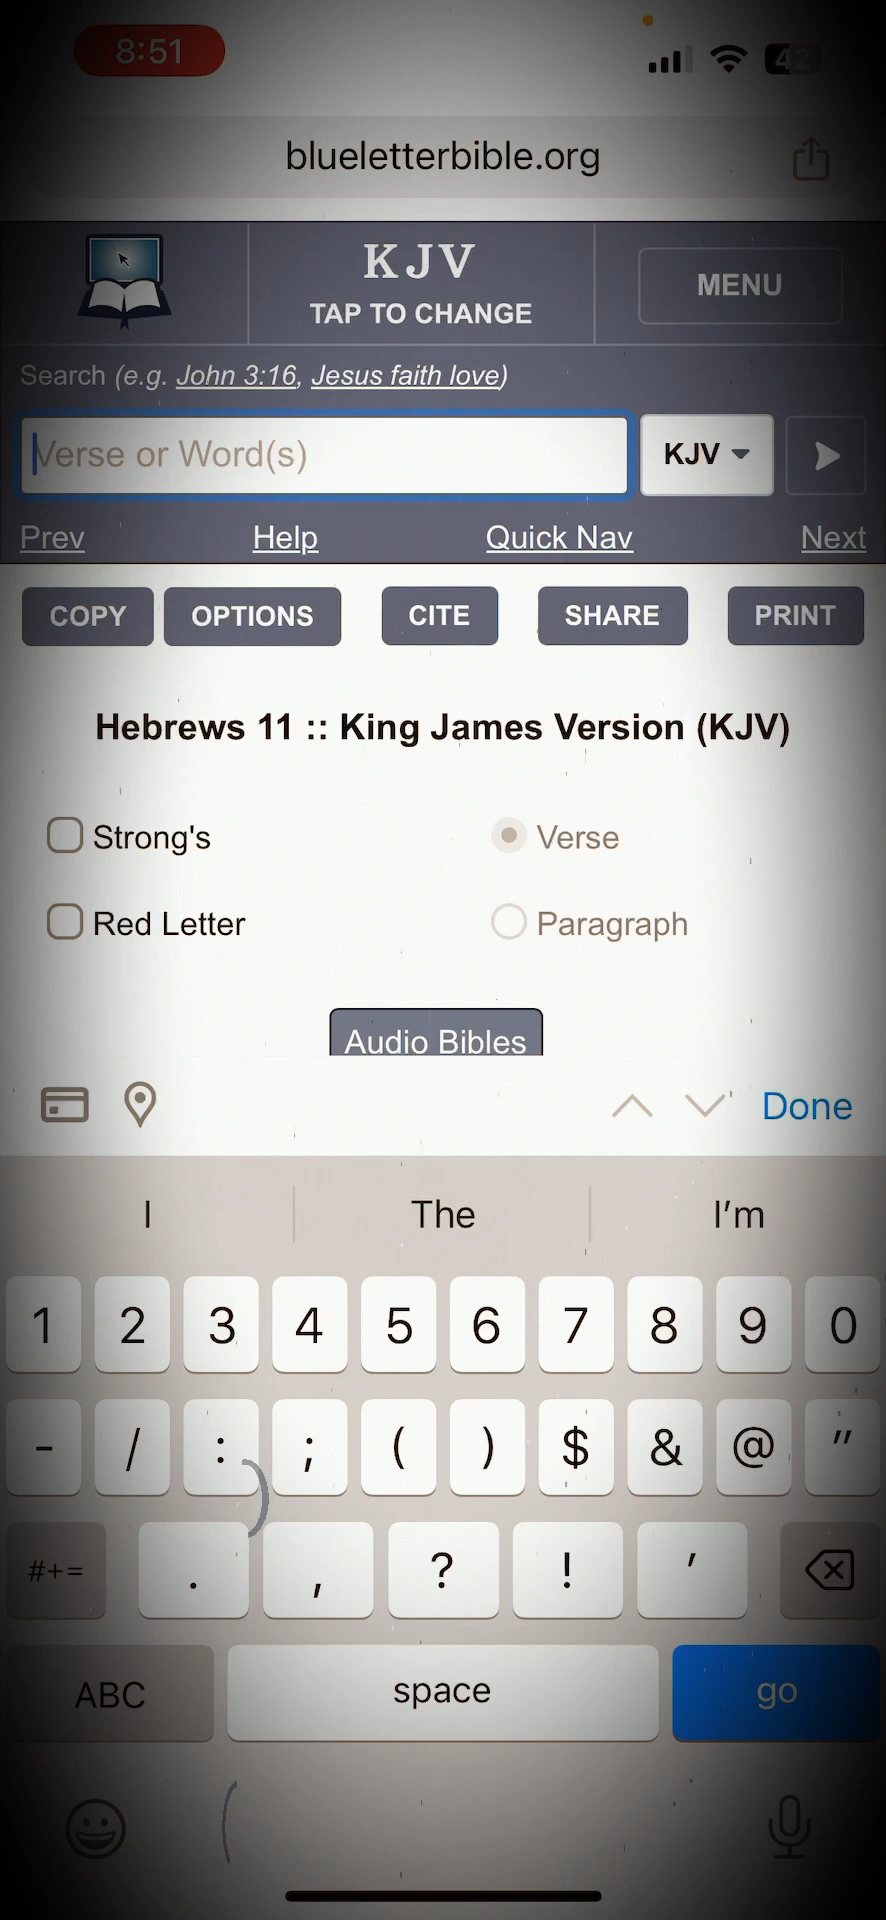 8:51
42
blueletterbible.org
KJV
TAP TO CHANGE
MENU
Search (e.g. John 3:16, Jesus faith love)
Verse or Word(s)
KJV
Prev Help Quick Nav Next
COPY OPTIONS CITE SHARE PRINT
Hebrews 11 :: King James Version (KJV)
Strong's Verse
Red Letter Paragraph
Audio Bibles
Done
I The I'm
1 2 3 4 5 6 7 8 9 0
- / : ; ( ) $ & @ "
#+= . , ? ! '
ABC space go